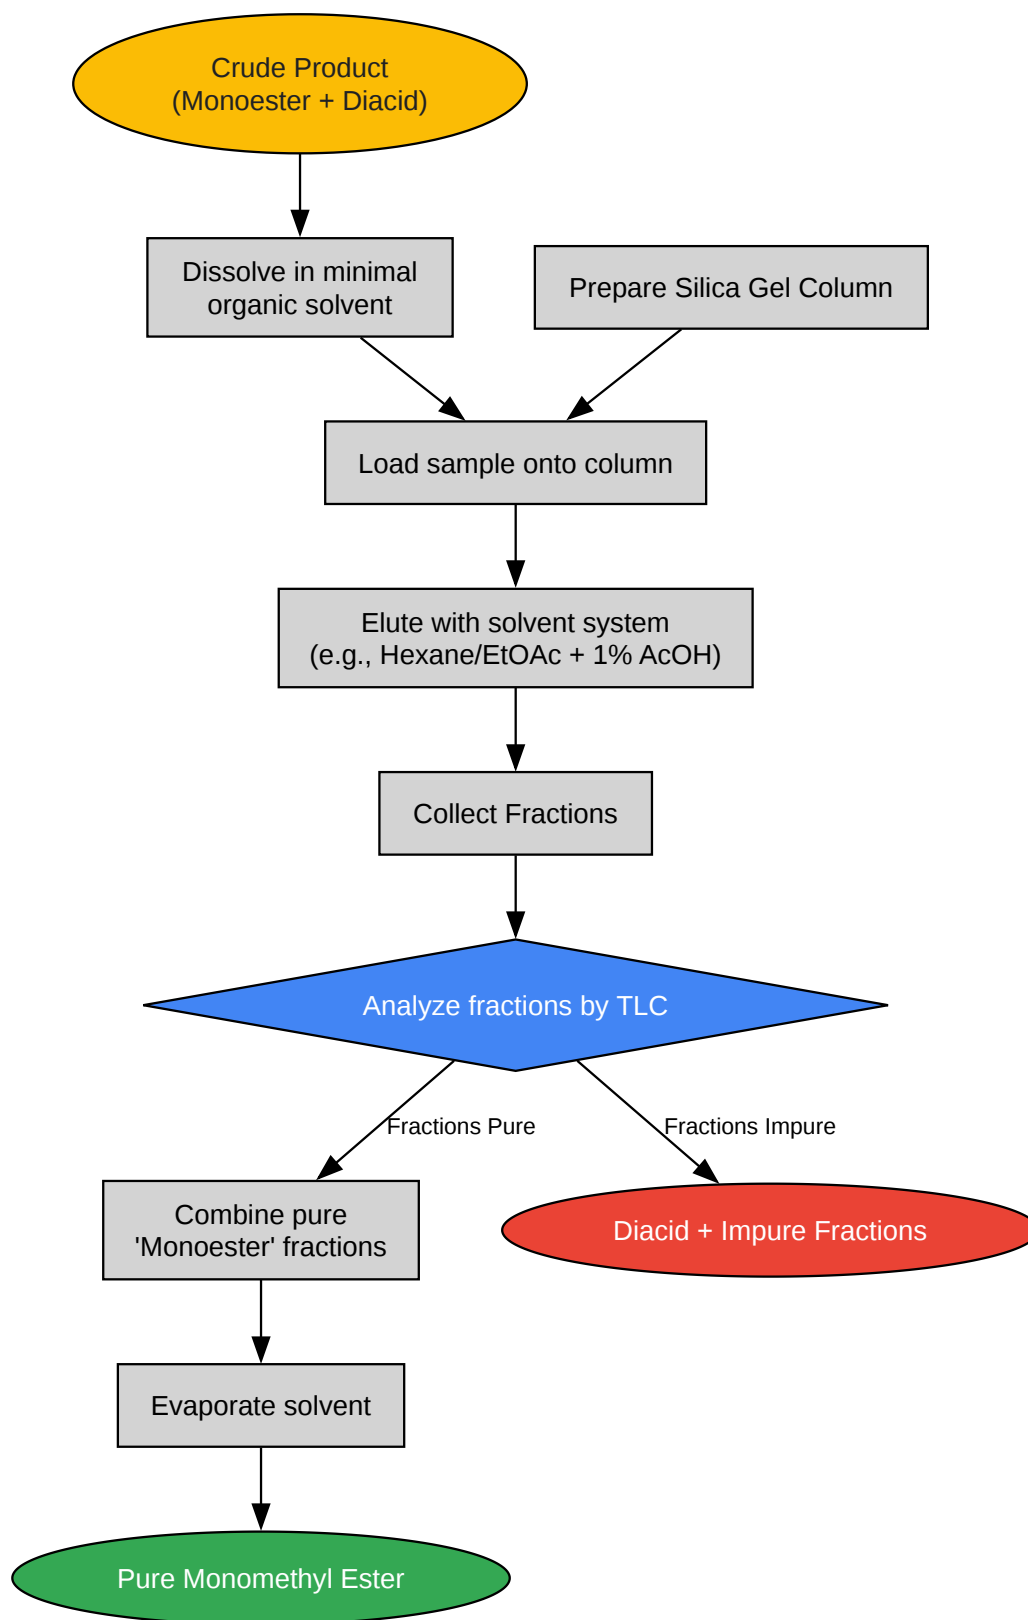 Crude Product
(Monoester + Diacid)
Dissolve in minimal
organic solvent
Prepare Silica Gel Column
Load sample onto column
Elute with solvent system
(e.g., Hexane/EtOAc + 1% AcOH)
Collect Fractions
Analyze fractions by TLC
Fractions Pure
Fractions Impure
Combine pure
'Monoester' fractions
Diacid + Impure Fractions
Evaporate solvent
Pure Monomethyl Ester